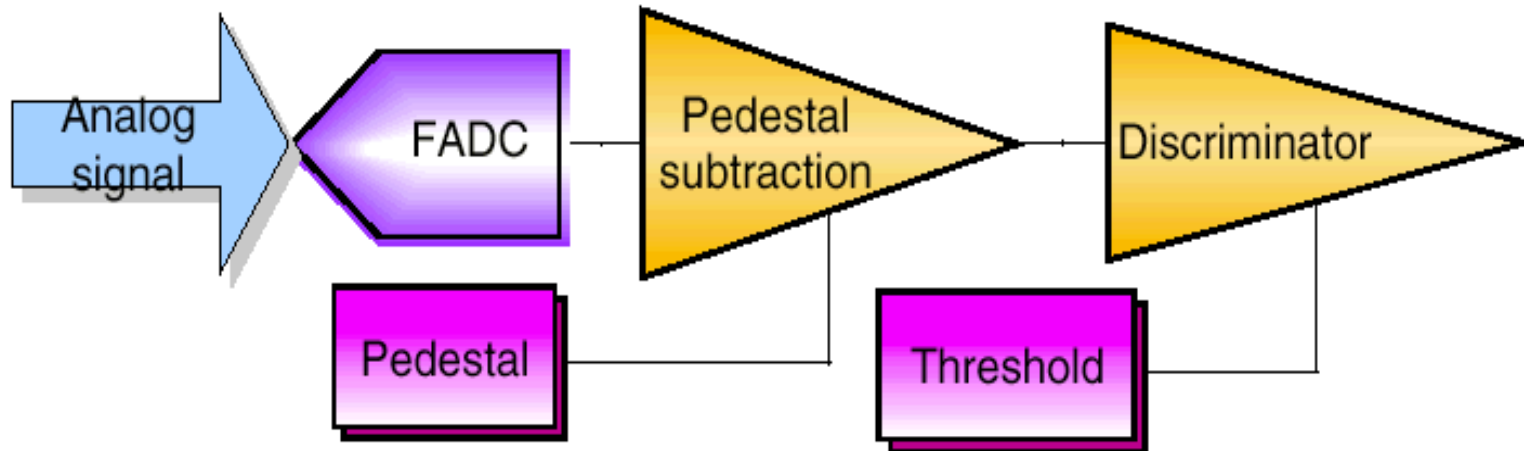 Analog
signal
FADC
Pedestal
subtraction
Discriminator
Pedestal
Threshold